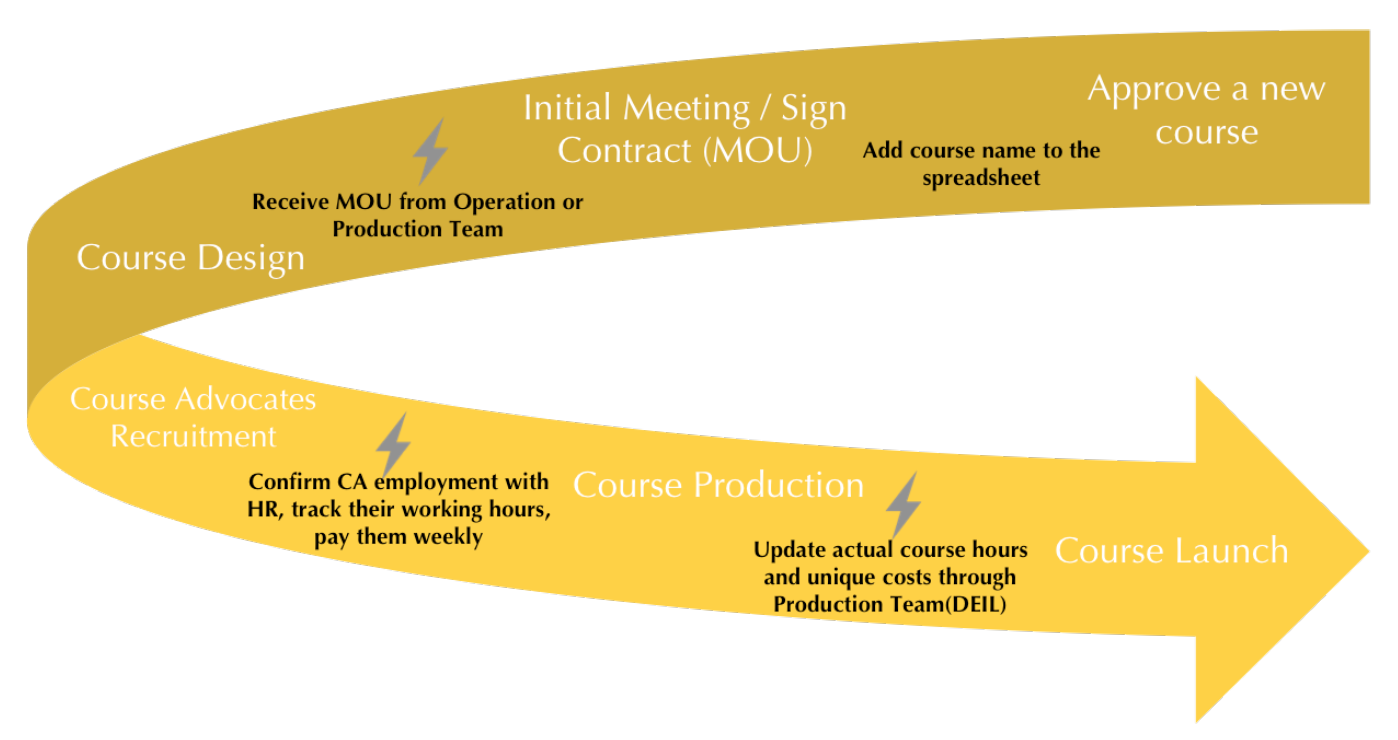 Approve a new
course
Add course name to the
spreadsheet
Initial Meeting / Sign
Contract (MOU)
Receive MOU from Operation or
Production Team
Course Design
Course Advocates
Recruitment
Confirm CA employment with
HR, track their working hours,
pay them weekly
Course Production
Update actual course hours
and unique costs through
Production Team(DEIL)
Course Launch